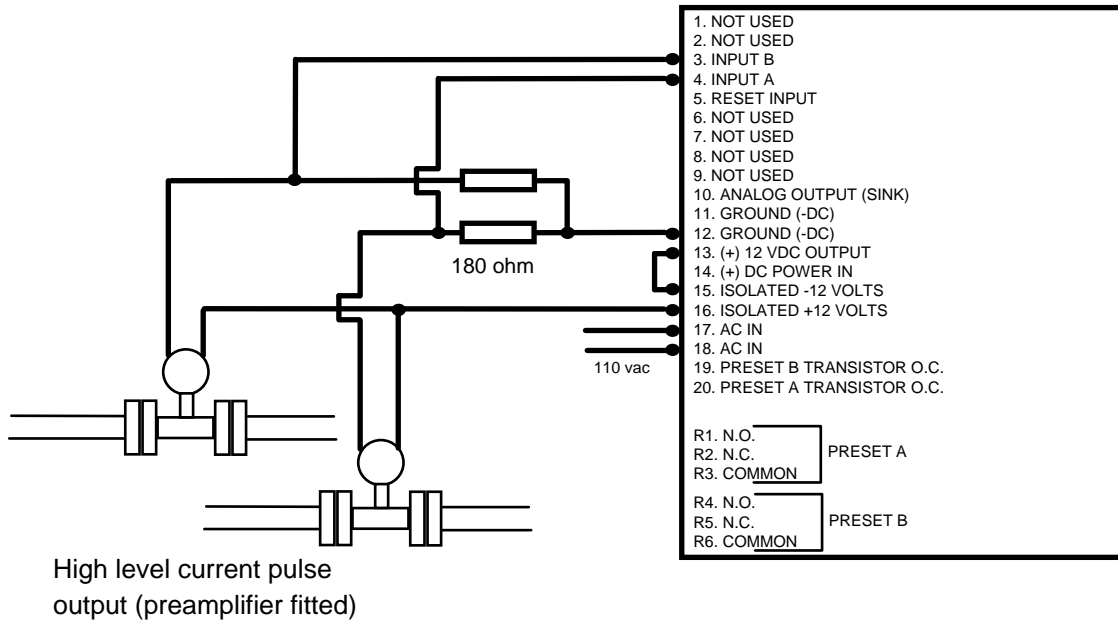 1. NOT USED
2. NOT USED
3. INPUT B
4. INPUT A
5. RESET INPUT
6. NOT USED
7. NOT USED
8. NOT USED
9. NOT USED
10. ANALOG OUTPUT (SINK)
11. GROUND (-DC)
12. GROUND (-DC)
13. (+) 12 VDC OUTPUT
14. (+) DC POWER IN
15. ISOLATED -12 VOLTS
16. ISOLATED +12 VOLTS
17. AC IN
18. AC IN
19. PRESET B TRANSISTOR O.C.
20. PRESET A TRANSISTOR O.C.
R1. N.O.
R2. N.C.
R3. COMMON
PRESET A
R4. N.O.
R5. N.C.
R6. COMMON
PRESET B
180 ohm
110 vac
High level current pulse
output (preamplifier fitted)